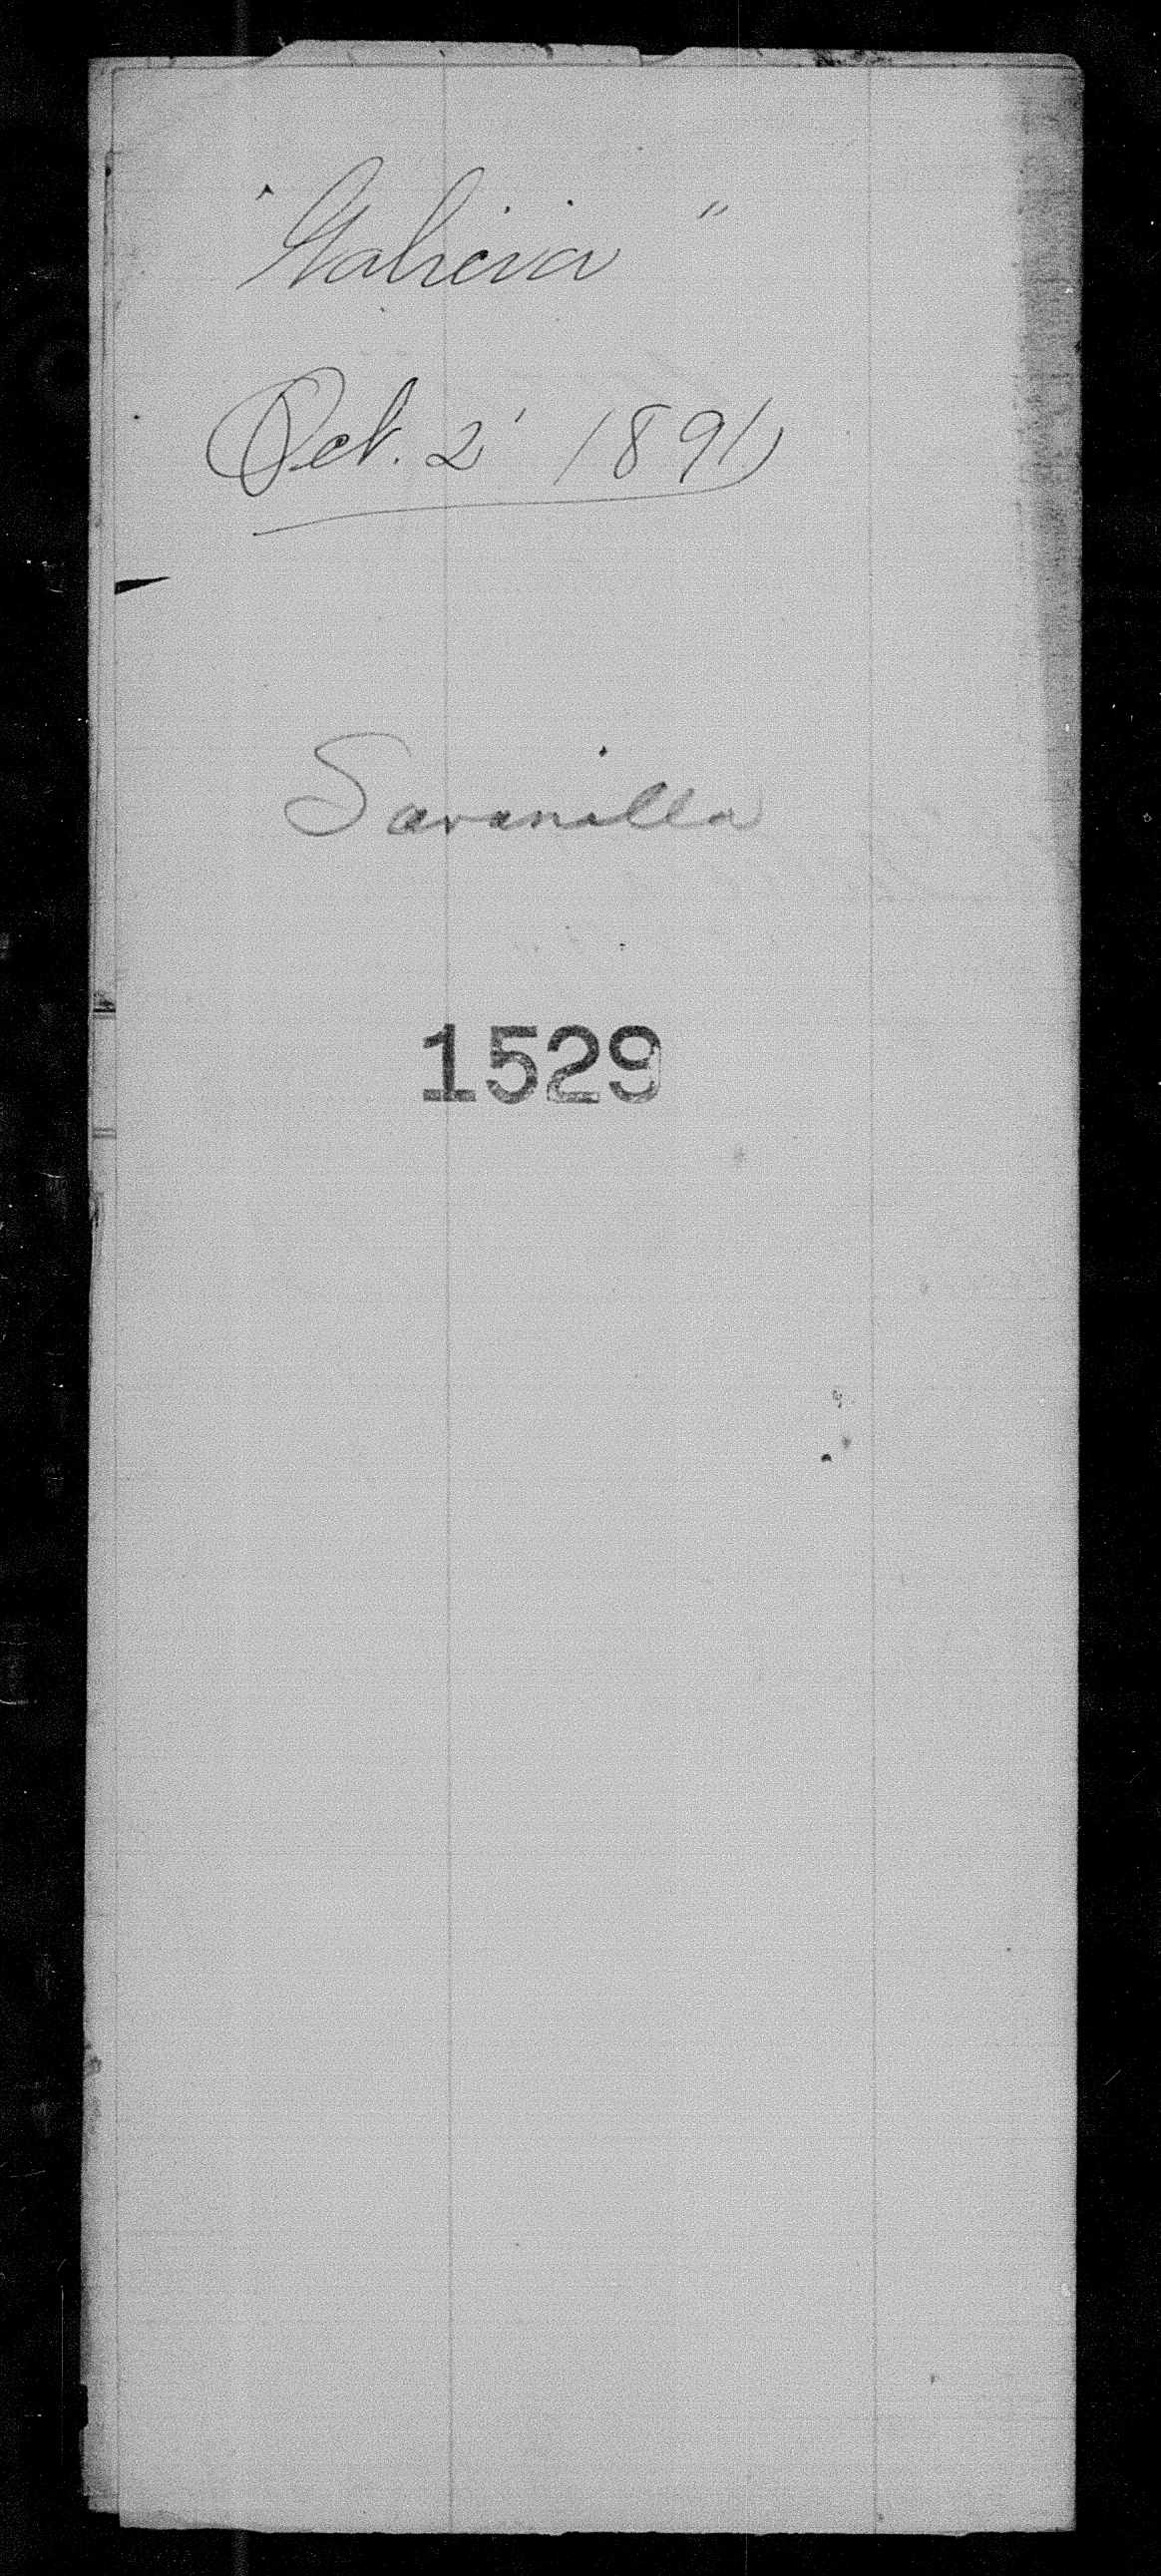 "Galicia"
Oct. 2' 1891
Savanilla
1529